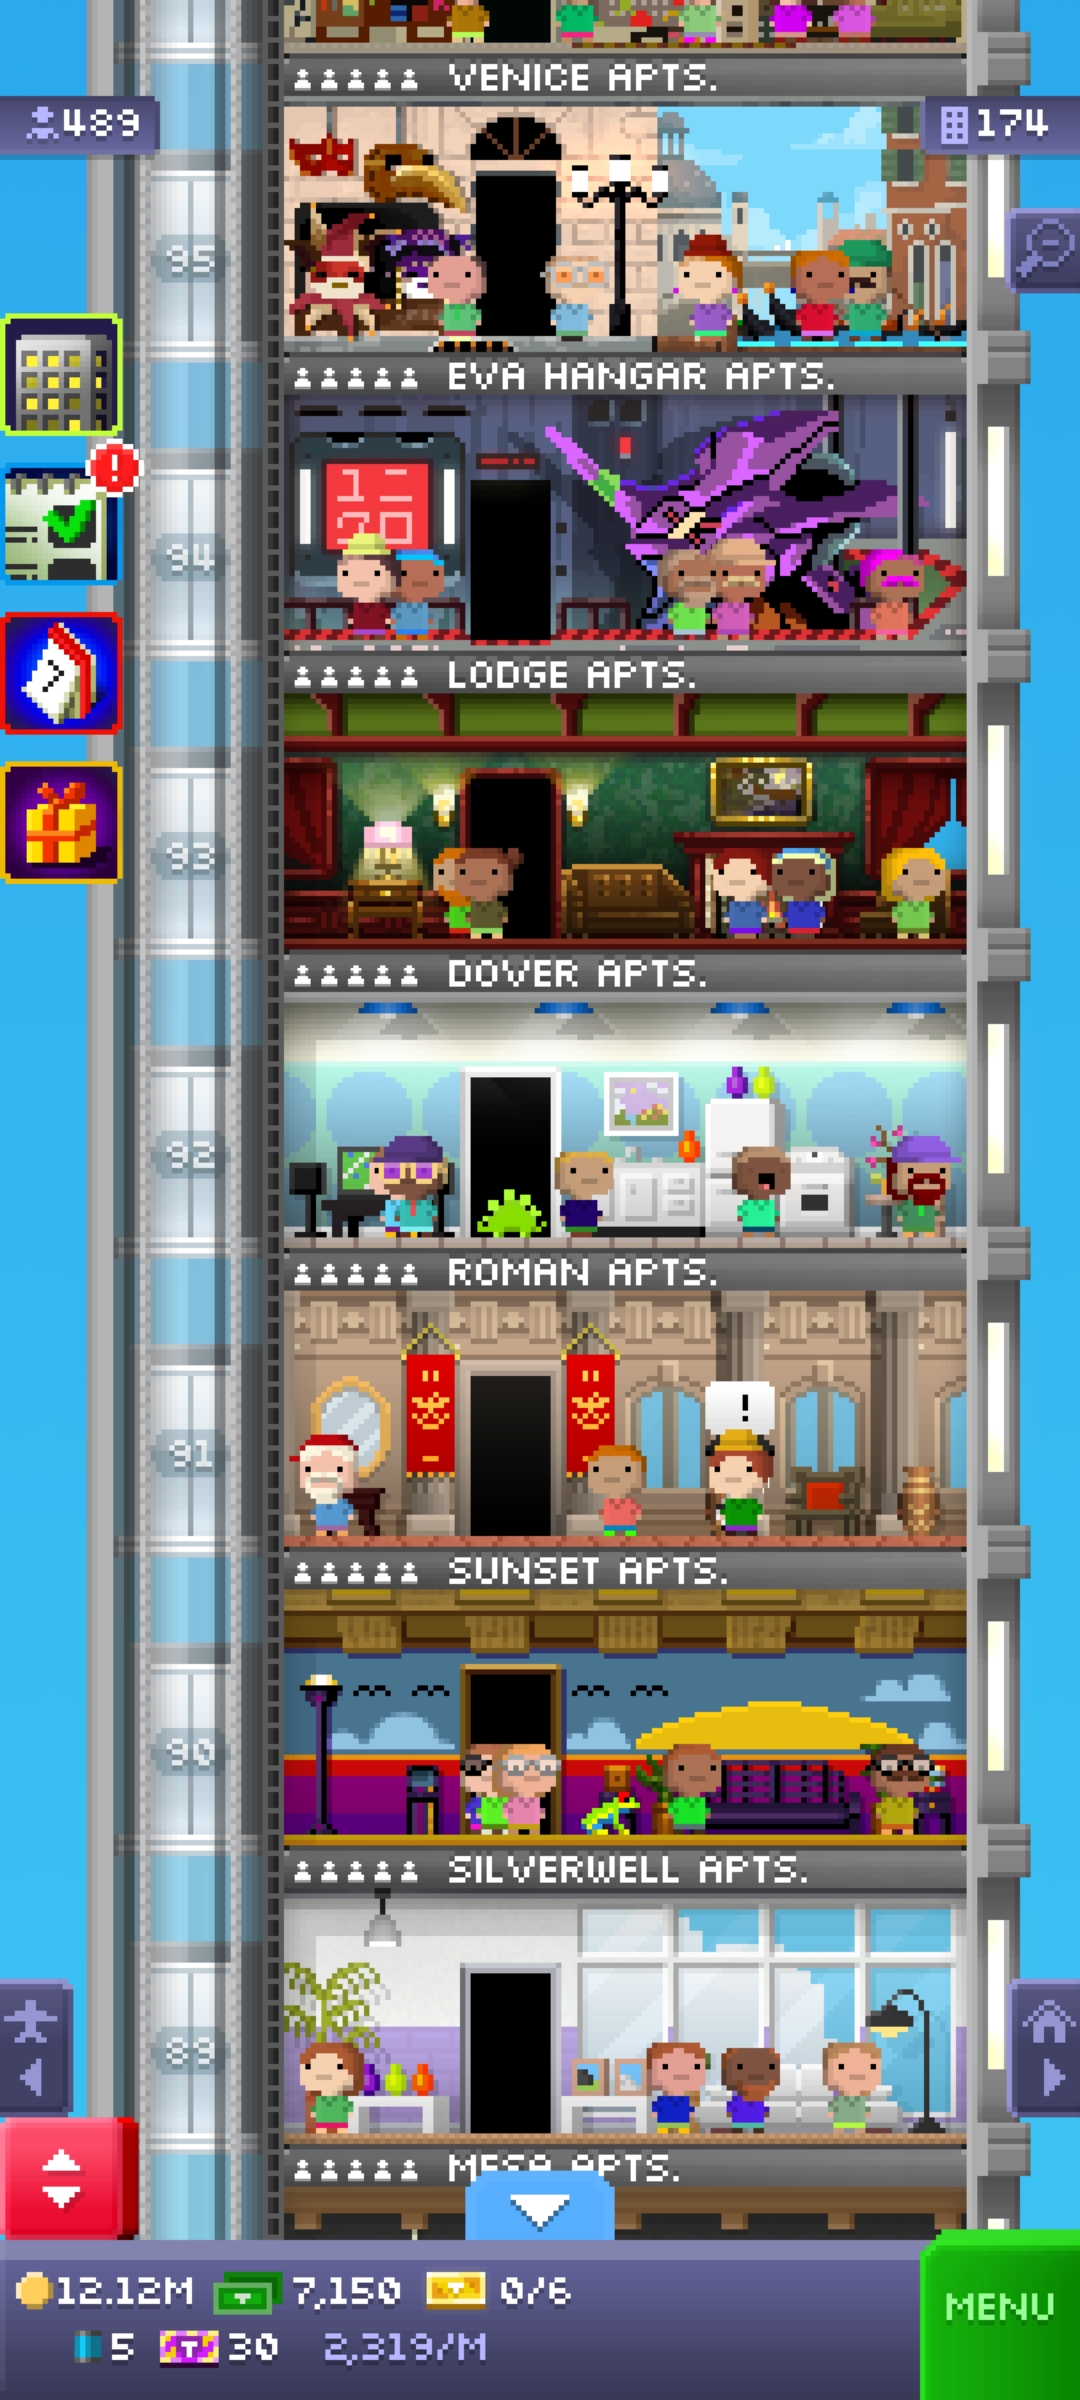 VENICE APTS.
489
174
95
EVA HANGAR APTS.
94
LODGE APTS.
7
93
DOVER APTS.
92
ROMAN APTS.
!
91
SUNSET APTS.
90
SILVERWELL APTS.
89
MESA APTS.
12.12M 7,150 0/6
5 T 30 2,319/M
MENU